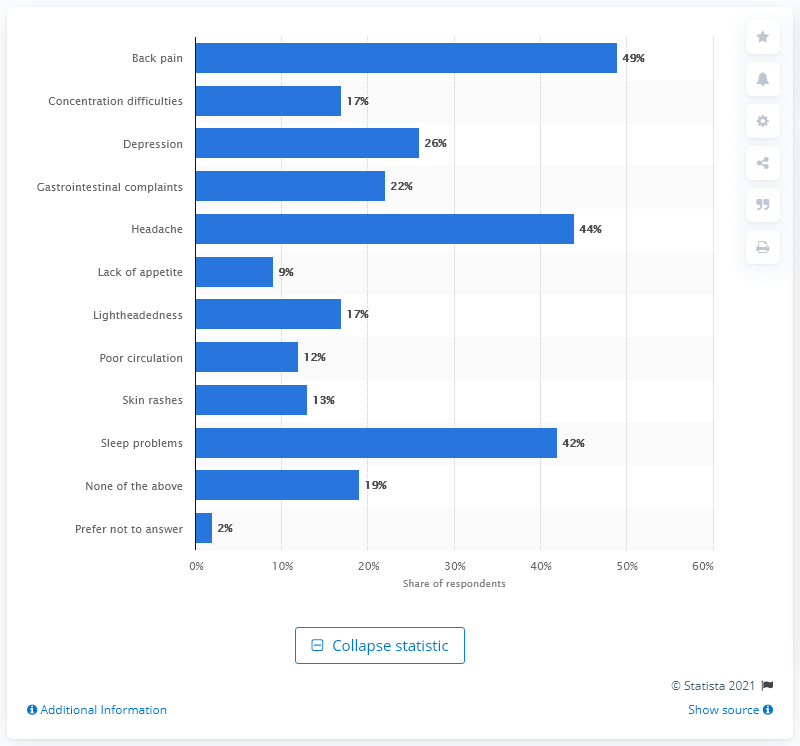 Back pain 49%
Concentration difficulties 17%
Depression 26%
Gastrointestinal complaints 22%
Headache 44%
Lack of appetite 9%
Lightheadedness 17%
Poor circulation 12%
Skin rashes 13%
Sleep problems 42%
None of the above 19%
Prefer not to answer 2%
0% 10% 20% 30% 40% 50% 60%
Share of respondents
Collapse statistic
© Statista 2021
Additional Information Show source